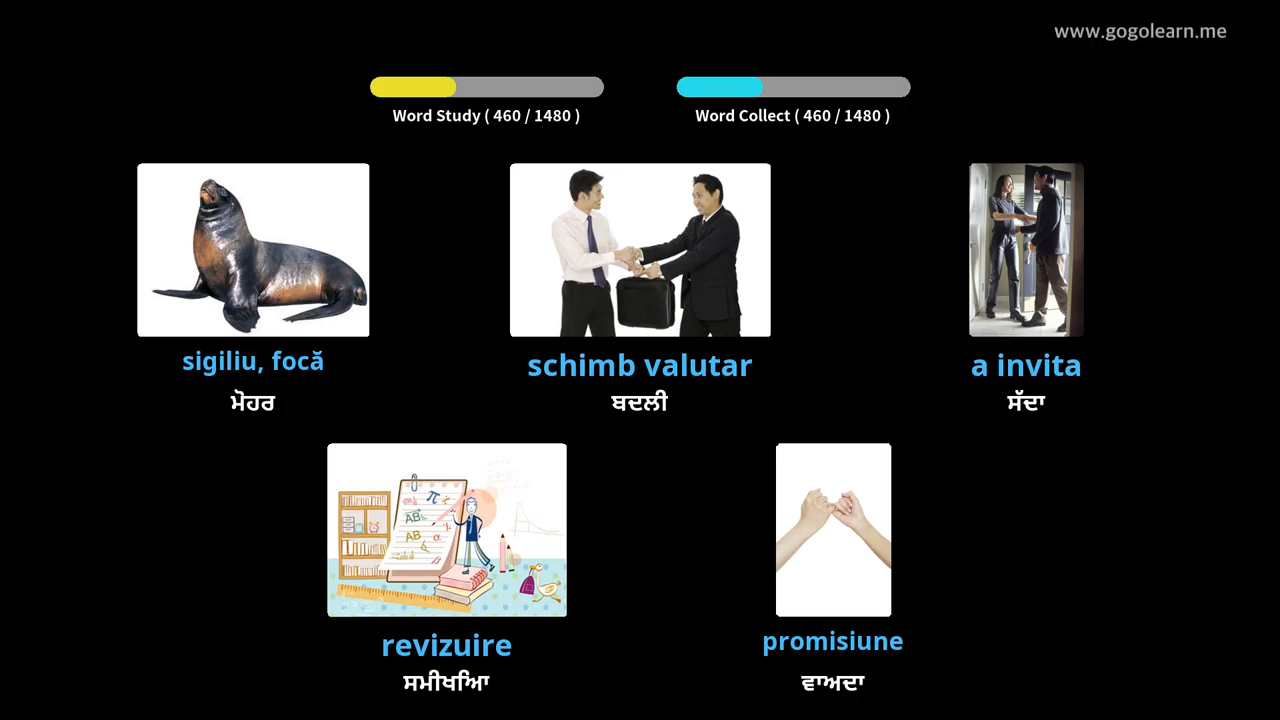 www.gogolearn.me
Word Study ( 460 / 1480 )
Word Collect ( 460 / 1480 )
sigiliu, focă
ਮੋਹਰ
schimb valutar
ਬਦਲੀ
a invita
ਸੱਦਾ
revizuire
ਸਮੀਖਿਆ
promisiune
ਵਾਅਦਾ